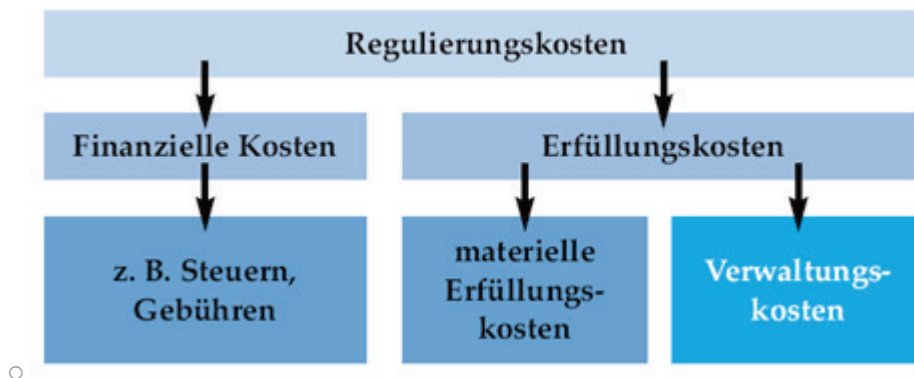 Regulierungskosten
Finanzielle Kosten
Erfüllungskosten
z. B. Steuern,
Gebühren
materielle
Erfüllungs-
kosten
Verwaltungs-
kosten